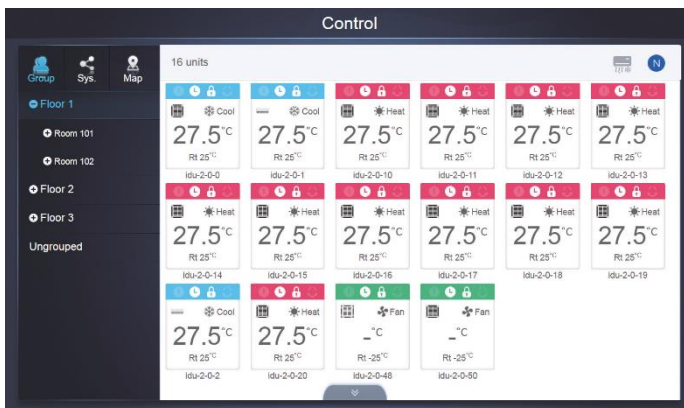 Control
Group Sys. Map
16 units
N
Floor 1
Room 101
Room 102
Floor 2
Floor 3
Ungrouped
Cool Cool Heat Heat Heat Heat
27.5°C 27.5°C 27.5°C 27.5°C 27.5°C 27.5°C
Rt 25°C Rt 25°C Rt 25°C Rt 25°C Rt 25°C Rt 25°C
idu-2-0-0 idu-2-0-1 idu-2-0-10 idu-2-0-11 idu-2-0-12 idu-2-0-13
Heat Heat Heat Heat Heat Heat
27.5°C 27.5°C 27.5°C 27.5°C 27.5°C 27.5°C
Rt 25°C Rt 25°C Rt 25°C Rt 25°C Rt 25°C Rt 25°C
idu-2-0-14 idu-2-0-15 idu-2-0-16 idu-2-0-17 idu-2-0-18 idu-2-0-19
Cool Heat Fan Fan
27.5°C 27.5°C _°C _°C
Rt 25°C Rt 25°C Rt -25°C Rt -25°C
idu-2-0-2 idu-2-0-20 idu-2-0-48 idu-2-0-50